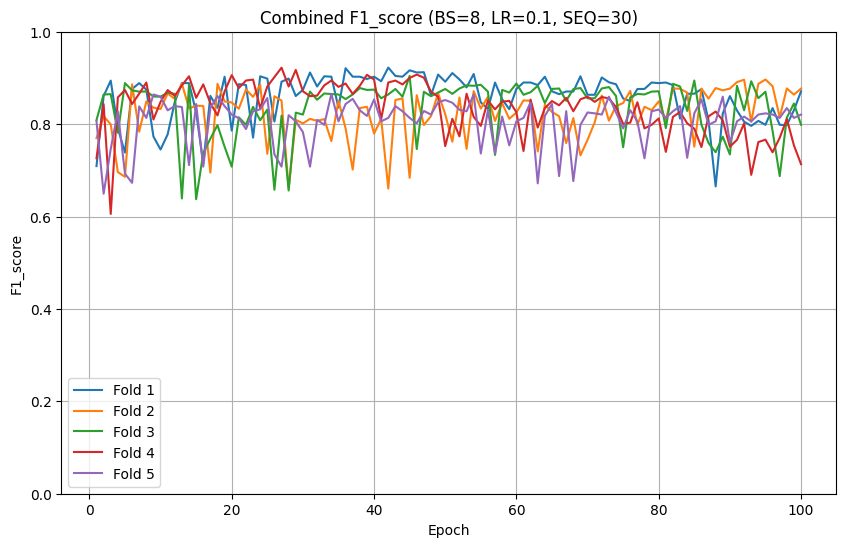 Combined F1_score (BS=8, LR=0.1, SEQ=30)
F1_score
1.0
0.8
0.6
0.4
0.2
0.0
Fold 1
Fold 2
Fold 3
Fold 4
Fold 5
0
20
40
60
80
100
Epoch